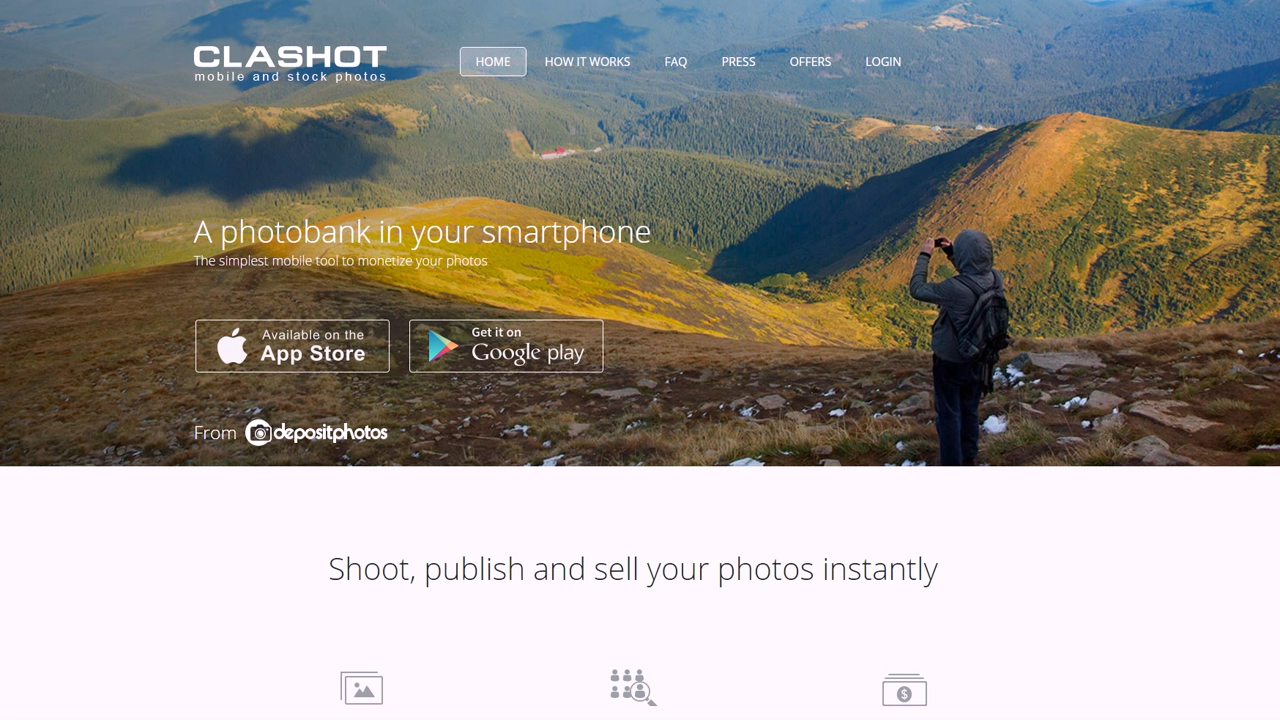 CLASHOT
mobile and stock photos
HOME HOW IT WORKS FAQ PRESS OFFERS LOGIN
A photobank in your smartphone
The simplest mobile tool to monetize your photos
Available on the
App Store
Get it on
Google play
From depositphotos
Shoot, publish and sell your photos instantly
$